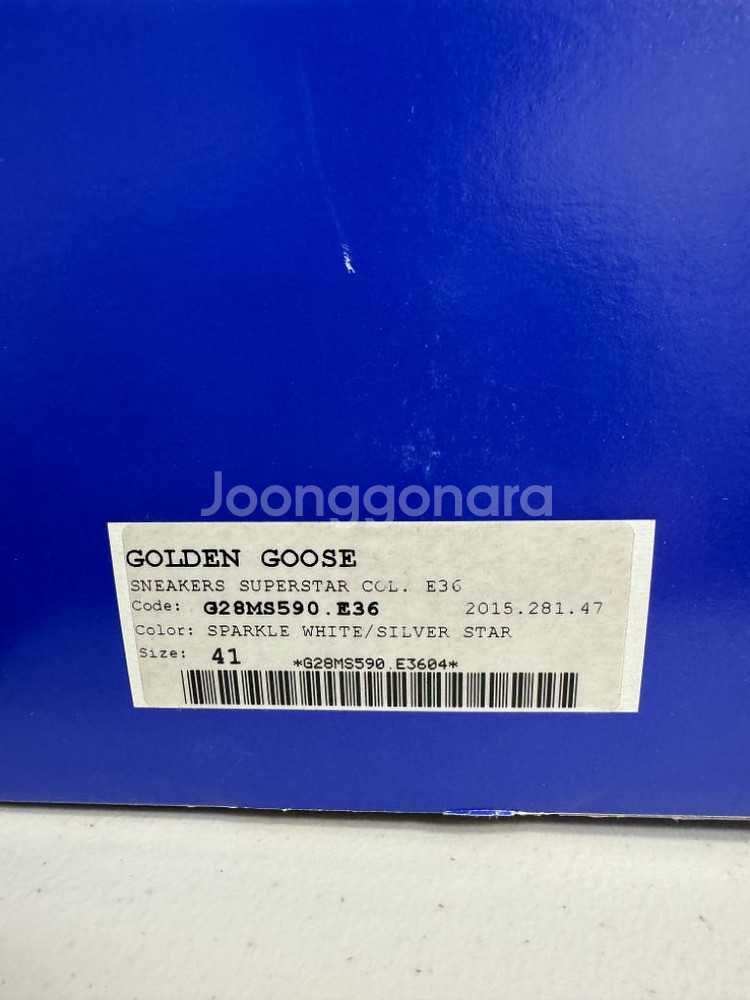 Joonggonara
GOLDEN GOOSE
SNEAKERS SUPERSTAR COL. E36
Code: G28MS590.E36 2015.281.47
Color: SPARKLE WHITE/SILVER STAR
Size: 41 *G28MS590.E3604*